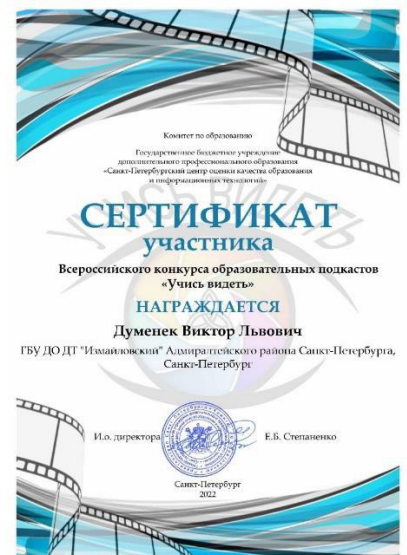 Комитет по образованию
Государственное бюджетное учреждение
дополнительного профессионального образования
«Санкт-Петербургский центр оценки качества образования
и информационных технологий»
УЧИСЬ ВИДЕТЬ
СЕРТИФИКАТ
участника
Всероссийского конкурса образовательных подкастов
«Учись видеть»
НАГРАЖДАЕТСЯ
Думенек Виктор Львович
ГБУ ДО ДТ "Измайловский" Адмиралтейского района Санкт-Петербурга,
Санкт-Петербург
И.о. директора Е.Б. Степаненко
Санкт-Петербург
2022